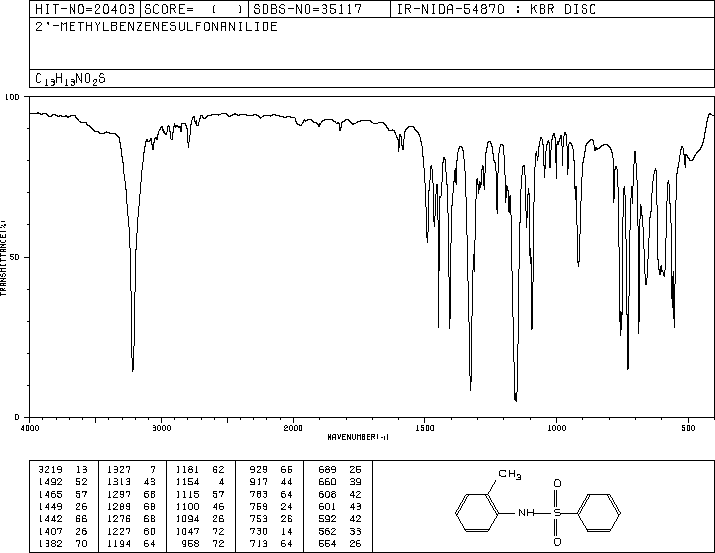 HIT-NO=20403 SCORE= ( ) SDBS-NO=35117 IR-NIDA-54870 : KBR DISC
2'-METHYLBENZENESULFONANILIDE
C13H13NO2S
100
50
0
TRANSMITTANCE(%)
4000 3000 2000 1500 1000 500
WAVENUMBER(-1)
3219 13 1327 7 1181 62 929 66 689 25
1492 52 1313 43 1154 4 917 44 660 39
1465 57 1297 68 1115 57 783 64 608 42
1449 26 1289 68 1100 46 759 24 601 43
1442 66 1276 68 1094 26 753 26 592 42
1407 26 1227 60 1047 72 730 14 562 33
1382 70 1194 64 958 72 713 64 554 26
CH3
O
NH S
O